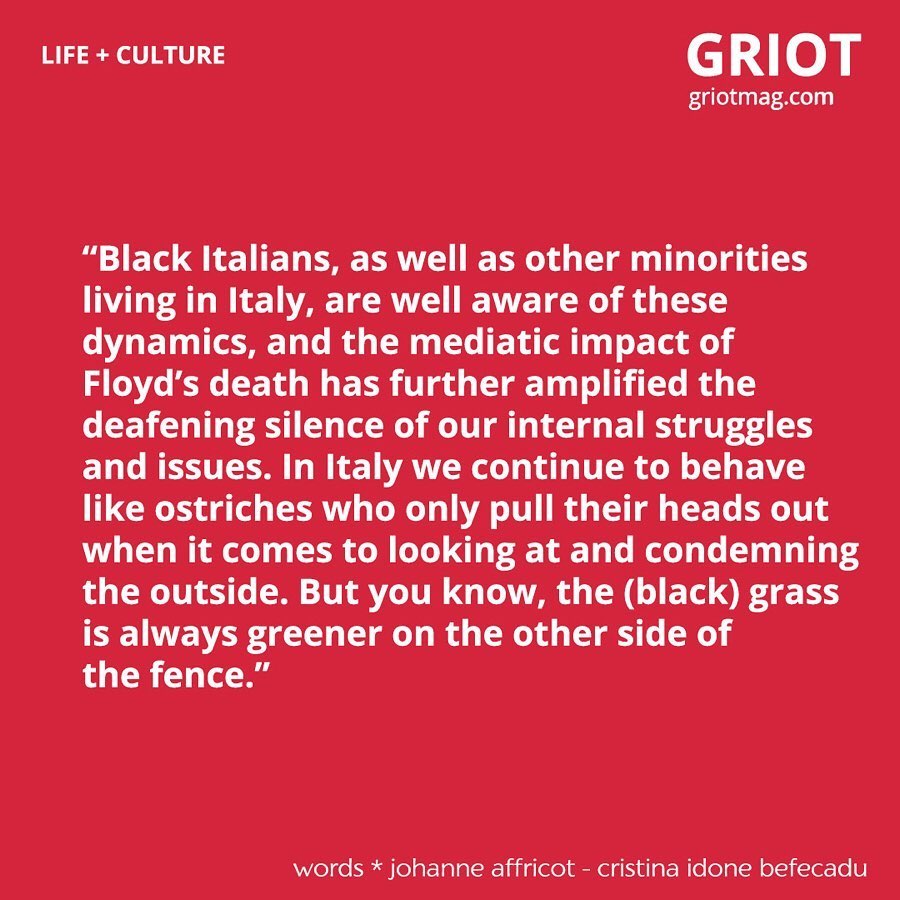 LIFE + CULTURE
GRIOT
griotmag.com
“Black Italians, as well as other minorities
living in Italy, are well aware of these
dynamics, and the mediatic impact of
Floyd’s death has further amplified the
deafening silence of our internal struggles
and issues. In Italy we continue to behave
like ostriches who only pull their heads out
when it comes to looking at and condemning
the outside. But you know, the (black) grass
is always greener on the other side of
the fence.”
words * johanne affricot - cristina idone befecadu